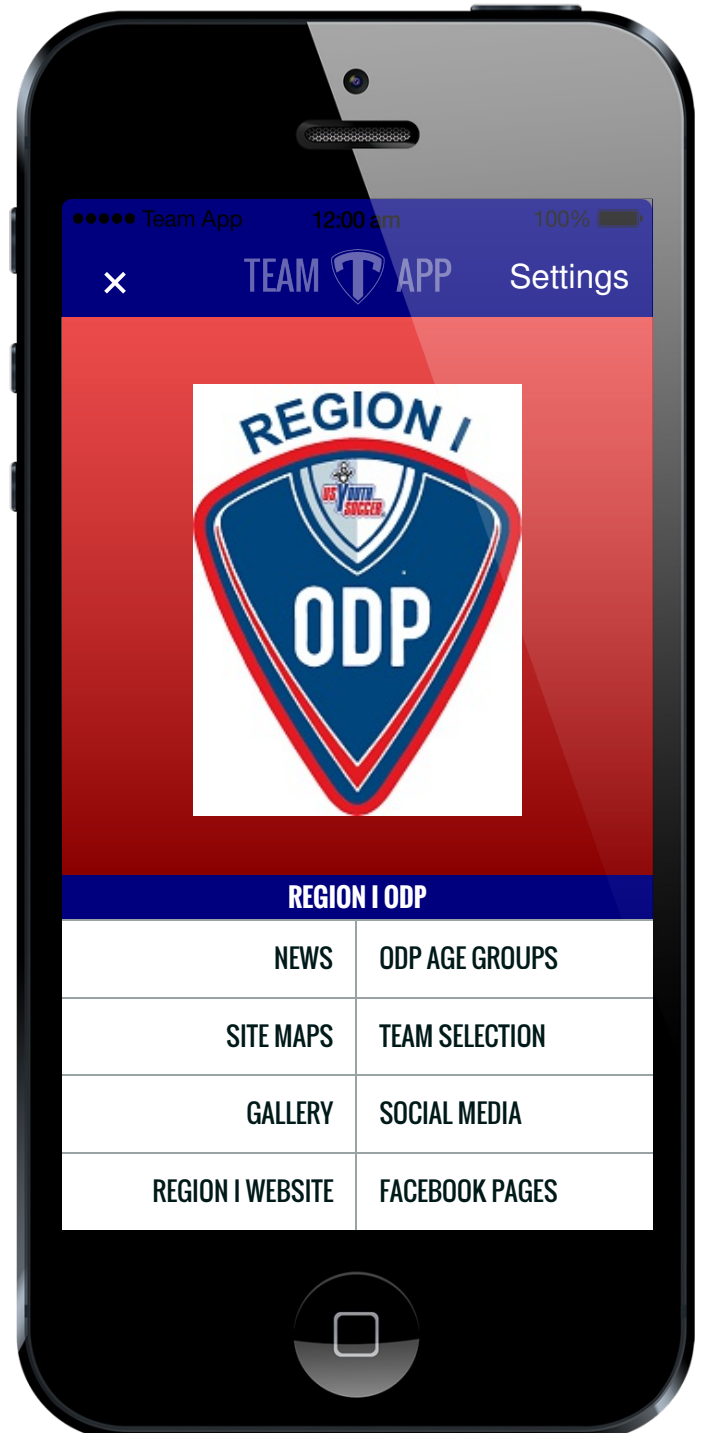 Team App 12:00 am 100%
× TEAM T APP Settings
REGION I
US YOUTH SOCCER
ODP
REGION I ODP
NEWS ODP AGE GROUPS
SITE MAPS TEAM SELECTION
GALLERY SOCIAL MEDIA
REGION I WEBSITE FACEBOOK PAGES